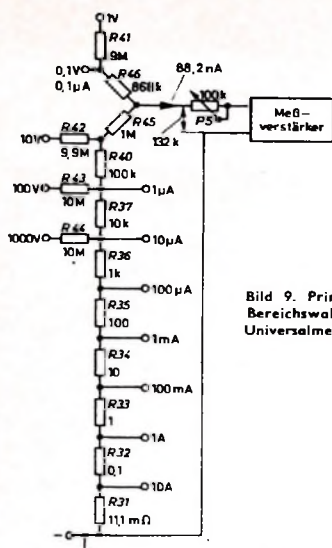 1V
R41
9M
0,1V
0,1µA
R46
868k
88,2nA
100k
P5
132k
Meß-
verstärker
R45
1M
10V
R42
9,9M
R40
100k
100V
R43
10M
1µA
R37
10k
1000V
R44
10M
10µA
R36
1k
100µA
R35
100
1mA
R34
10
100mA
R33
1
1A
R32
0,1
10A
R31
11,1 mΩ
–
Bild 9. Prin
Bereichswal
Universalme